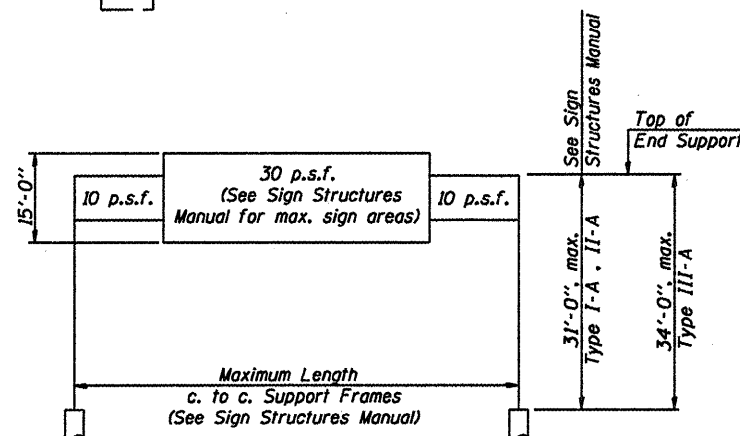 See Sign
Structures Manual
Top of
End Support
15'-0"
10 p.s.f.
30 p.s.f.
(See Sign Structures
Manual for max. sign areas)
10 p.s.f.
31'-0", max.
Type I-A , II-A
34'-0", max.
Type III-A
Maximum Length
c. to c. Support Frames
(See Sign Structures Manual)